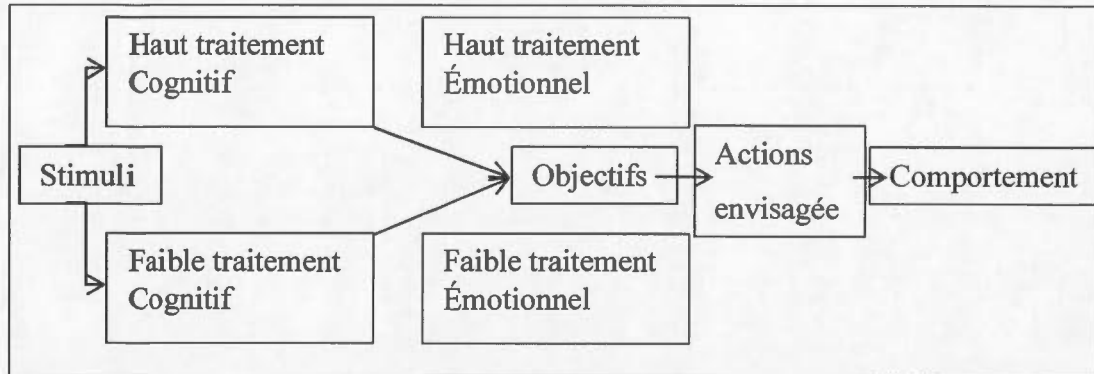 Haut traitement
Cognitif
Haut traitement
Émotionnel
Stimuli
Objectifs
Actions
envisagée
Comportement
Faible traitement
Cognitif
Faible traitement
Émotionnel